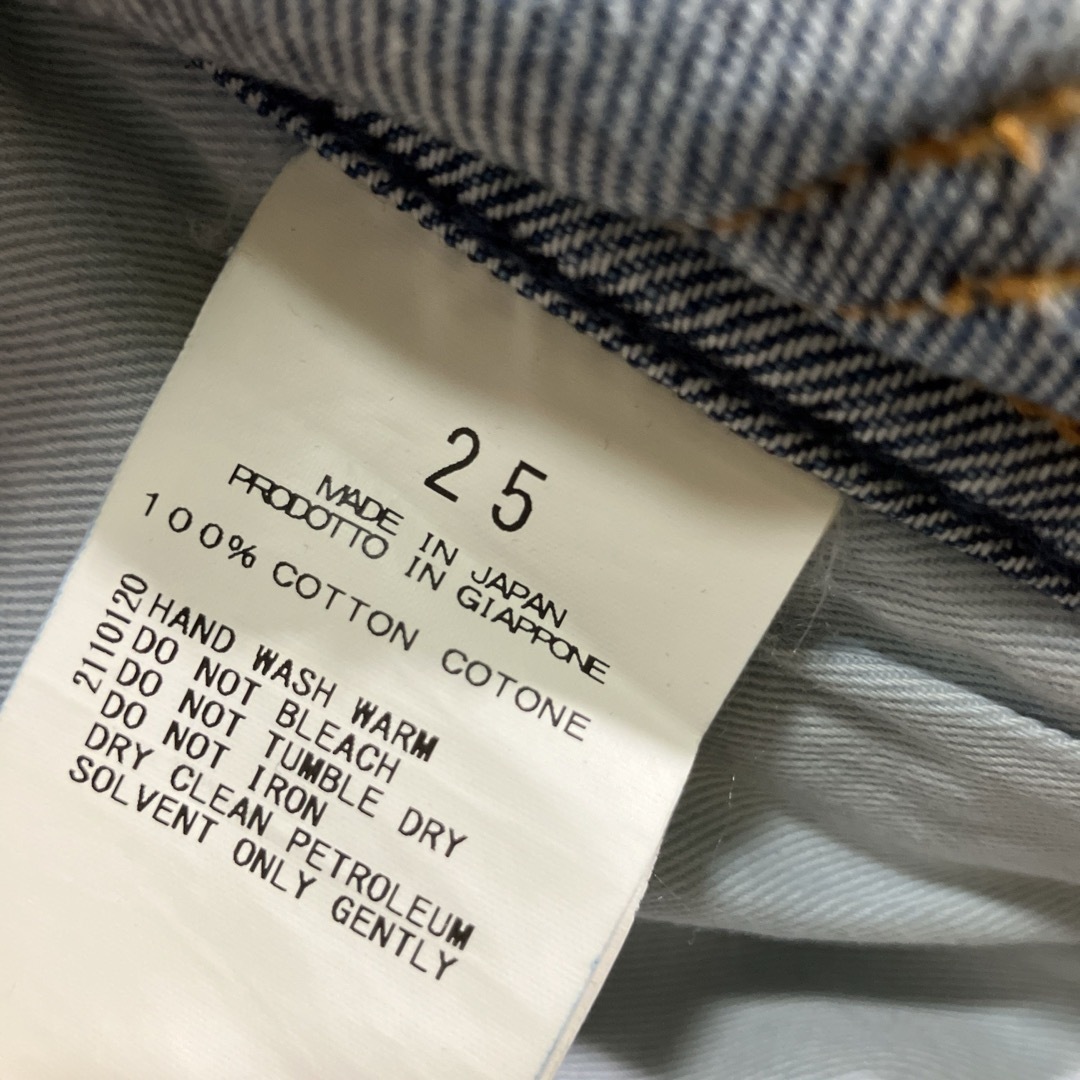 25
MADE IN JAPAN
PRODOTTO IN GIAPPONE
100% COTTON COTONE
HAND WASH WARM
DO NOT BLEACH
DO NOT TUMBLE DRY
DO NOT IRON
DRY CLEAN PETROLEUM
SOLVENT ONLY GENTLY
2110120